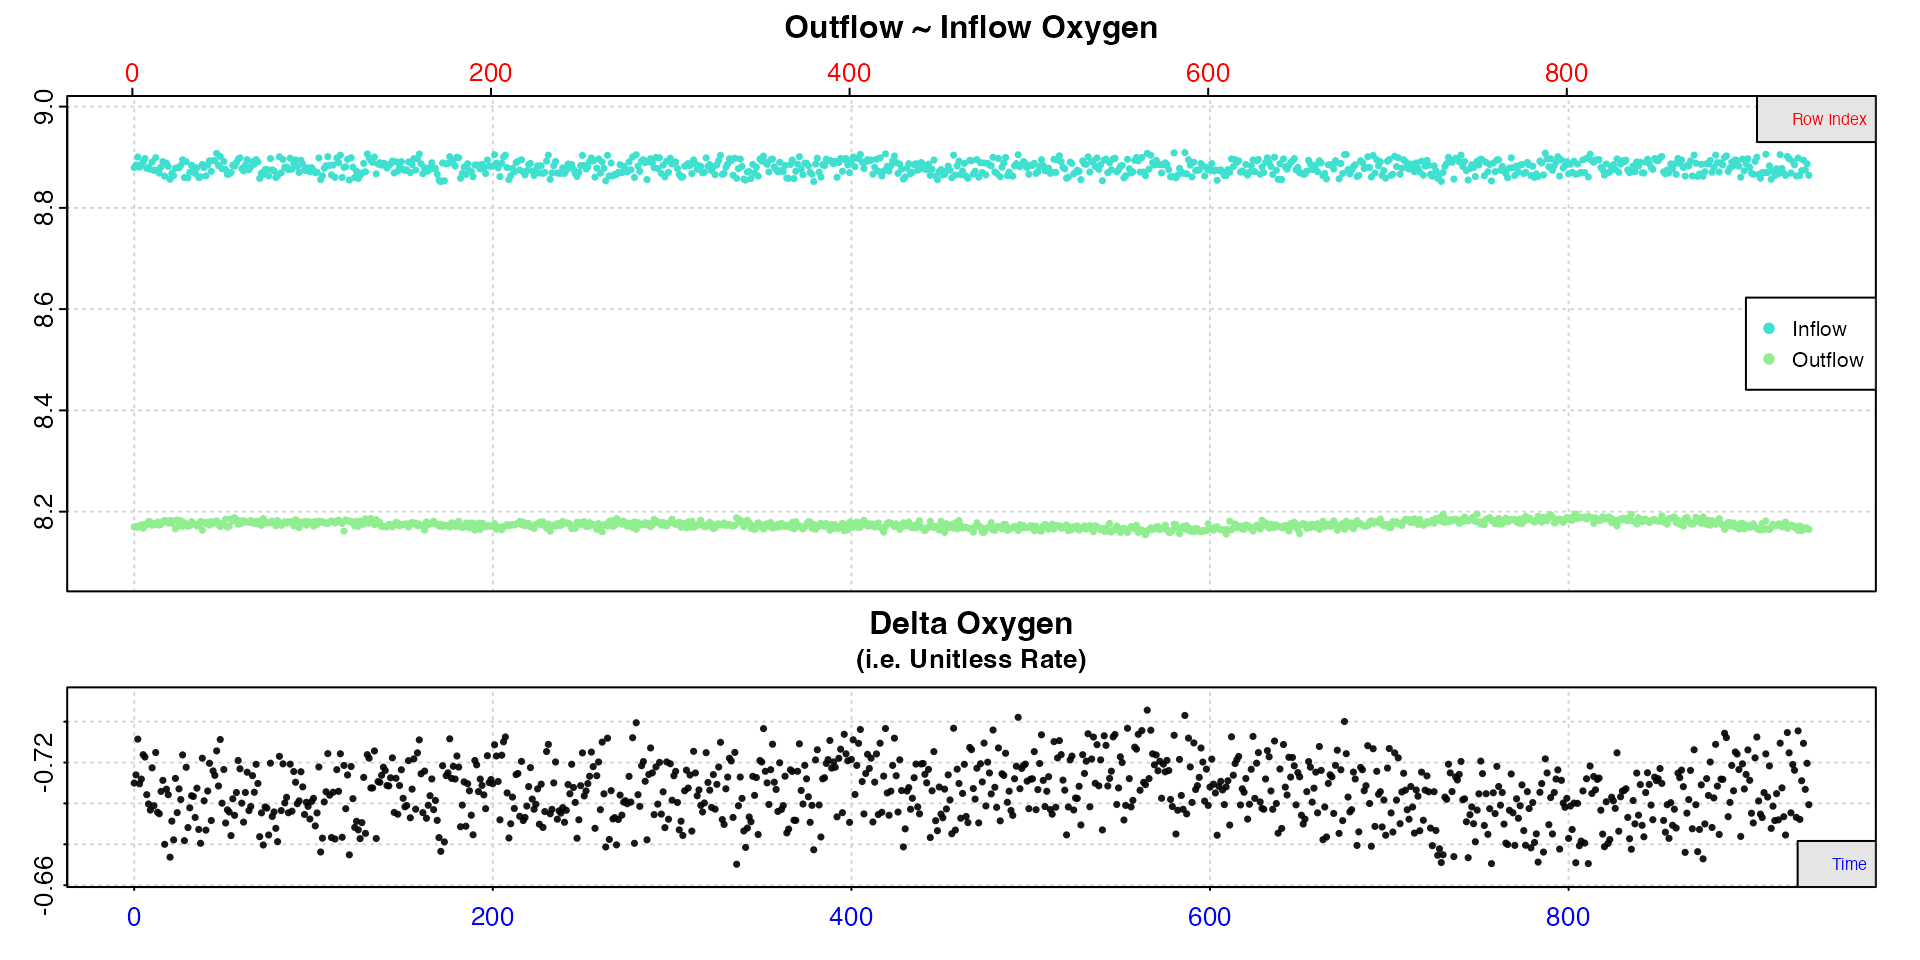 Outflow ~ Inflow Oxygen
0 200 400 600 800
Row Index
9.0
8.8
8.6
8.4
8.2
Inflow
Outflow
Delta Oxygen
(i.e. Unitless Rate)
-0.72
-0.66
Time
0 200 400 600 800